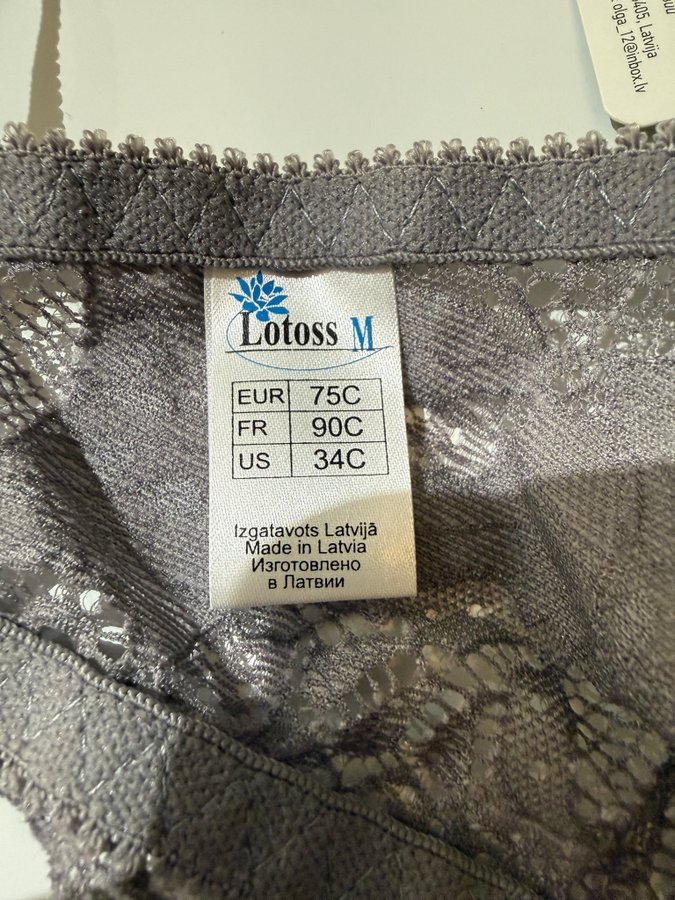 405, Latvija
olga_12@inbox.lv
Lotoss M
EUR 75C
FR 90C
US 34C
Izgatavots Latvijā
Made in Latvia
Изготовлено
в Латвии